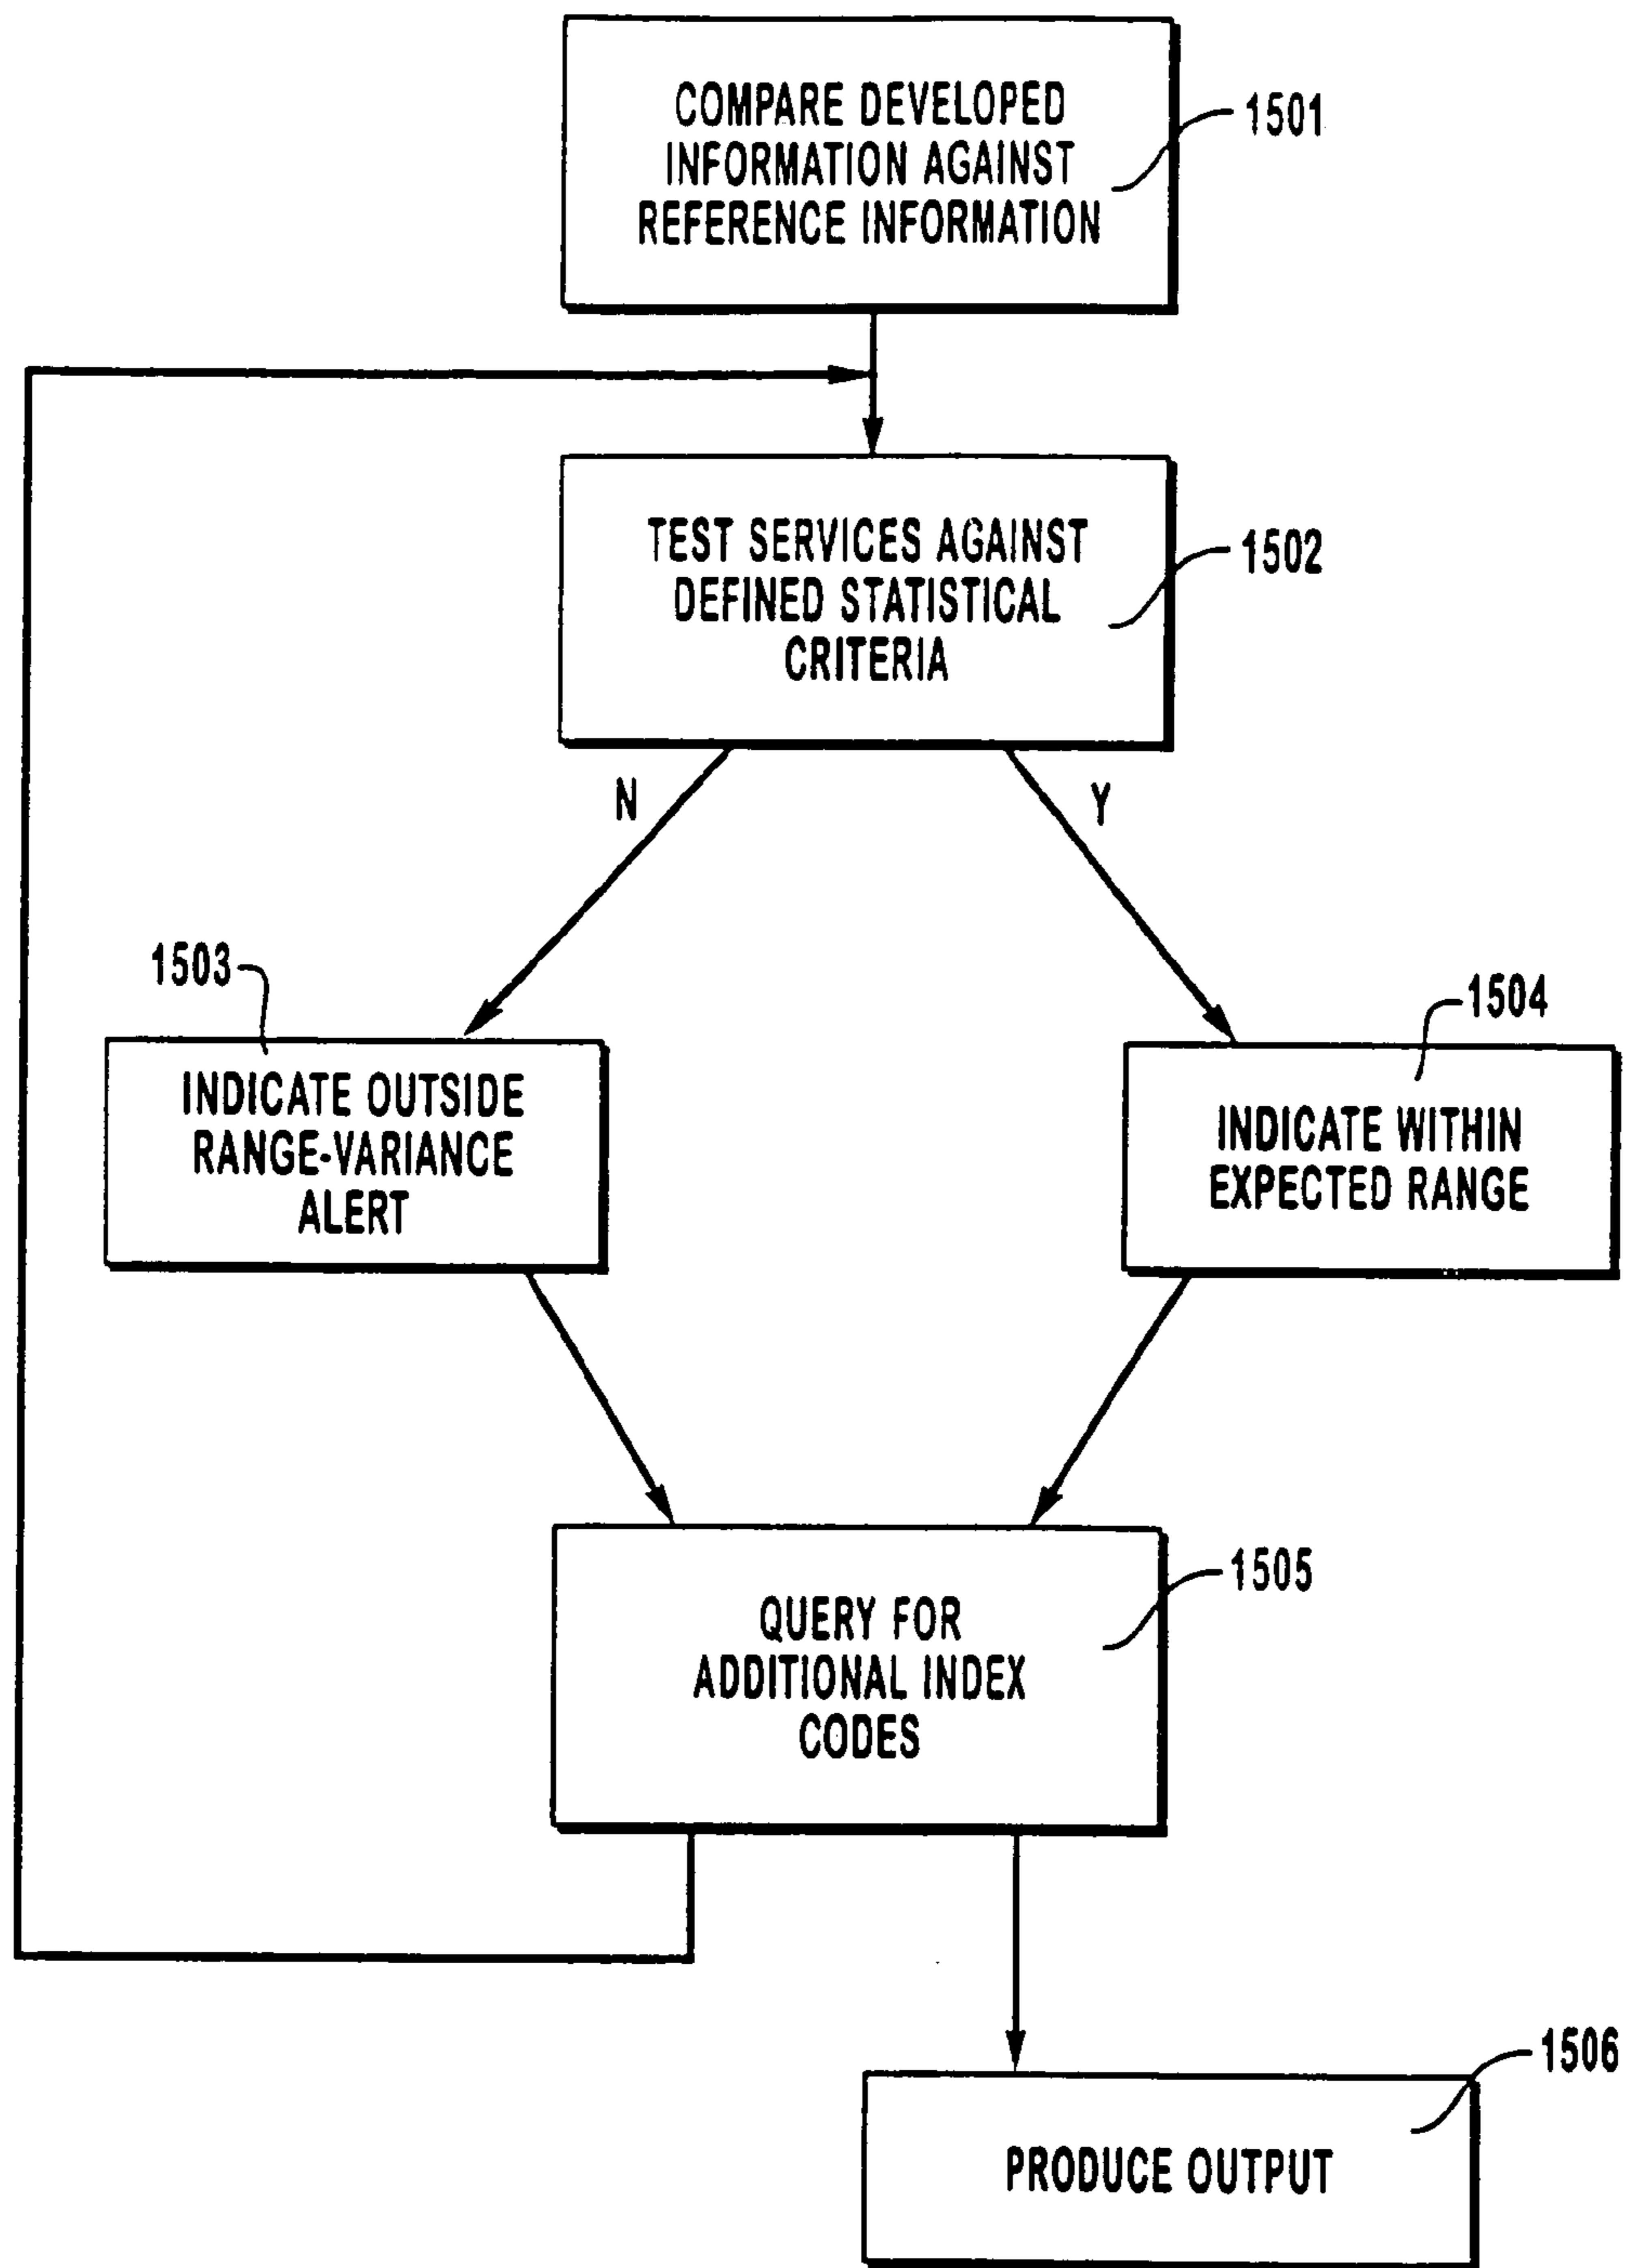 COMPARE DEVELOPED
INFORMATION AGAINST
REFERENCE INFORMATION
1501
TEST SERVICES AGAINST
DEFINED STATISTICAL
CRITERIA
1502
N
Y
1503
1504
INDICATE OUTSIDE
RANGE-VARIANCE
ALERT
INDICATE WITHIN
EXPECTED RANGE
QUERY FOR
ADDITIONAL INDEX
CODES
1505
1506
PRODUCE OUTPUT